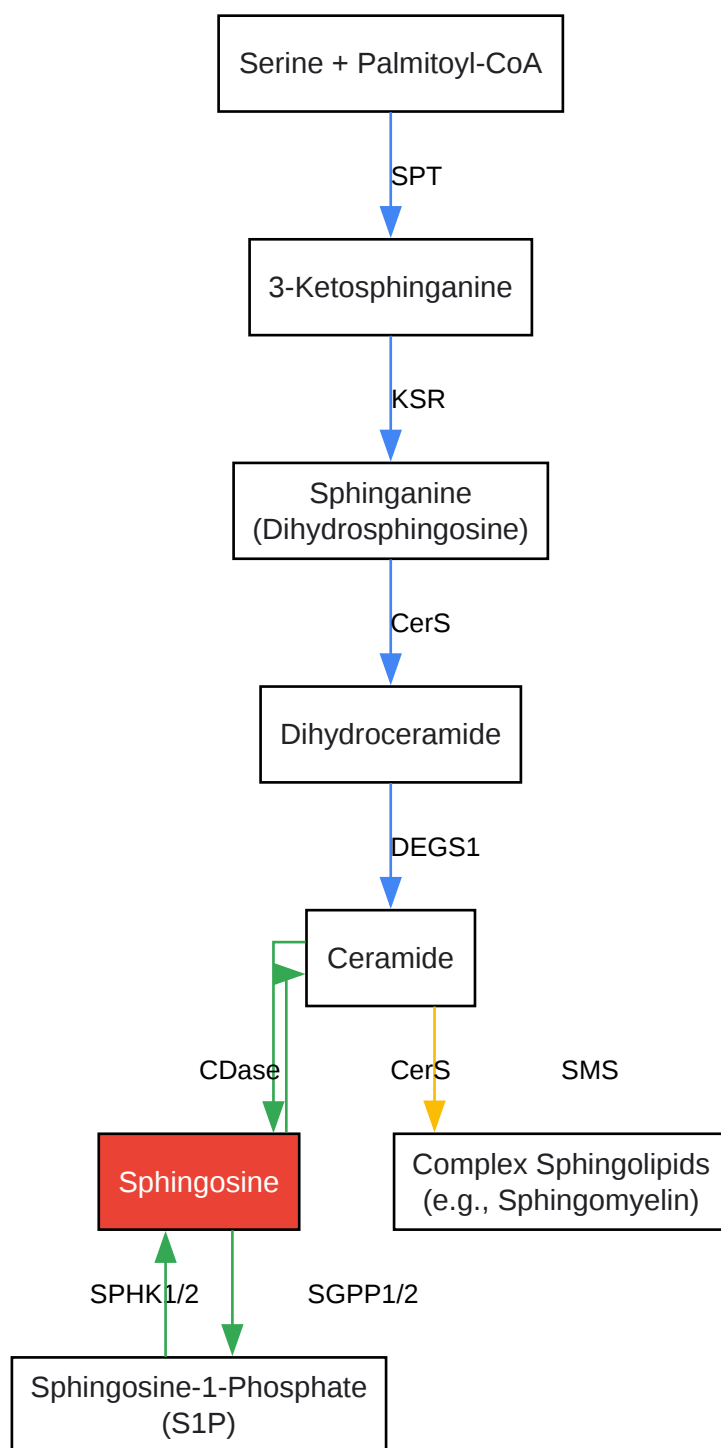 Serine + Palmitoyl-CoA
SPT
3-Ketosphinganine
KSR
Sphinganine
(Dihydrosphingosine)
CerS
Dihydroceramide
DEGS1
Ceramide
CDase
CerS
SMS
Sphingosine
Complex Sphingolipids
(e.g., Sphingomyelin)
SPHK1/2
SGPP1/2
Sphingosine-1-Phosphate
(S1P)